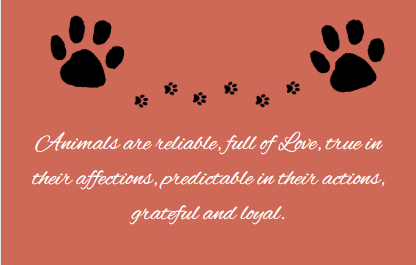 Animals are reliable, full of Love, true in
their affections, predictable in their actions,
grateful and loyal.